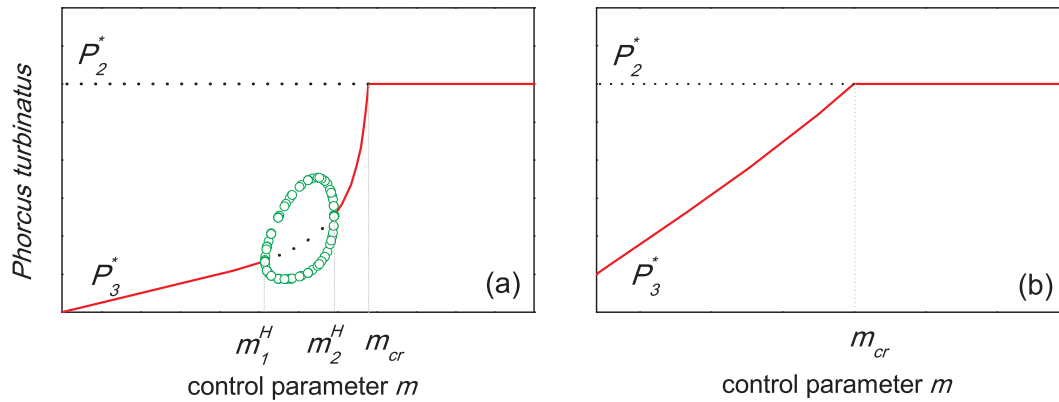 Phorcus turbinatus
P*2
P*3
(a)
mH1
mH2
mcr
control parameter m
P*2
P*3
(b)
mcr
control parameter m